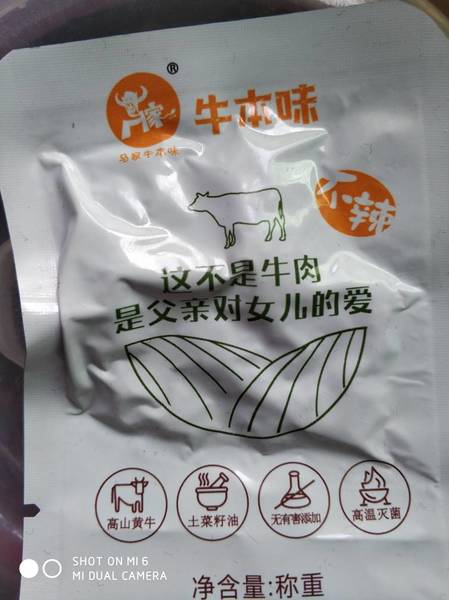 ®
牛本味
马家牛本味
不辣
这不是牛肉
是父亲对女儿的爱
高山黄牛
土菜籽油
无有害添加
高温灭菌
净含量:称重
SHOT ON MI 6
MI DUAL CAMERA